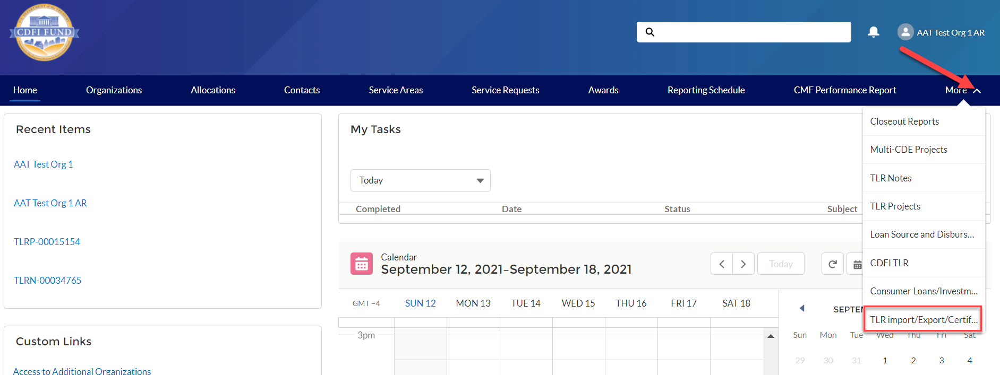 U.S. DEPARTMENT OF THE TREASURY
CDFI FUND
AAT Test Org 1 AR
Home
Organizations
Allocations
Contacts
Service Areas
Service Requests
Awards
Reporting Schedule
CMF Performance Report
More
Closeout Reports
Multi-CDE Projects
TLR Notes
TLR Projects
Loan Source and Disburs...
CDFI TLR
Consumer Loans/Investm...
TLR import/Export/Certif...
Recent Items
AAT Test Org 1
AAT Test Org 1 AR
TLRP-00015154
TLRN-00034765
Custom Links
Access to Additional Organizations
My Tasks
Today
Completed
Date
Status
Subject
Calendar
September 12, 2021–September 18, 2021
Today
GMT −4
SUN 12
MON 13
TUE 14
WED 15
THU 16
FRI 17
SAT 18
3pm
SEPTEM
Sun Mon Tue Wed Thu Fri Sat
29 30 31 1 2 3 4